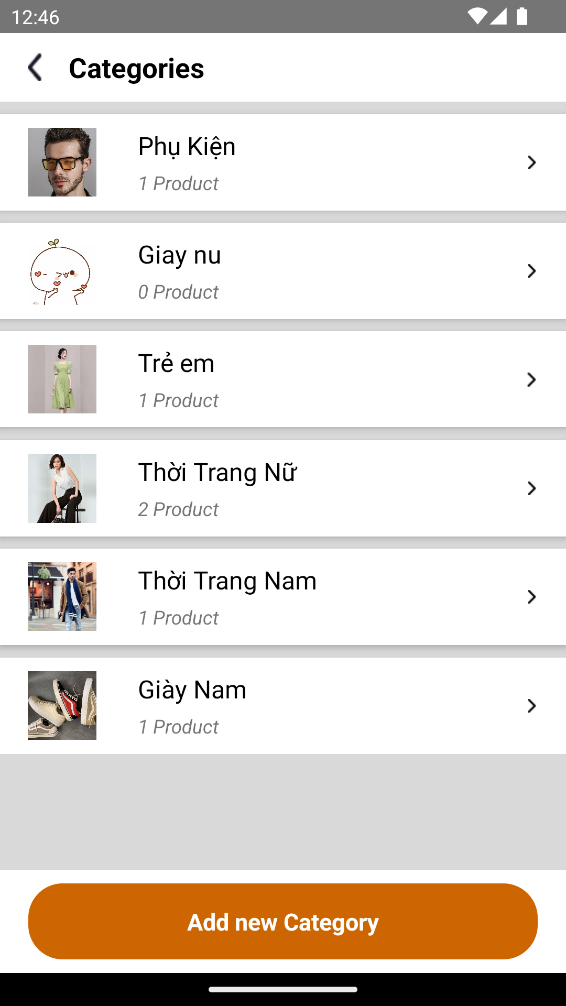 12:46
Categories
Phụ Kiện
1 Product
Giay nu
0 Product
Trẻ em
1 Product
Thời Trang Nữ
2 Product
Thời Trang Nam
1 Product
Giày Nam
1 Product
Add new Category